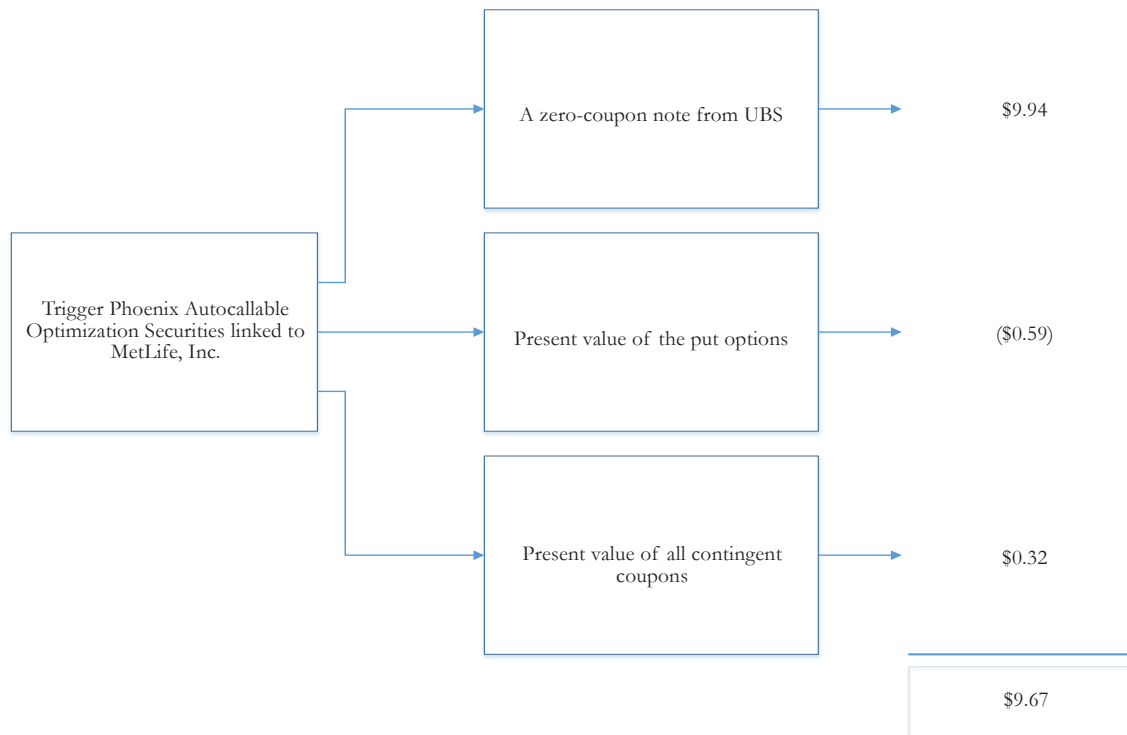 A zero-coupon note from UBS
$9.94
Trigger Phoenix Autocallable
Optimization Securities linked to
MetLife, Inc.
Present value of the put options
($0.59)
Present value of all contingent
coupons
$0.32
$9.67